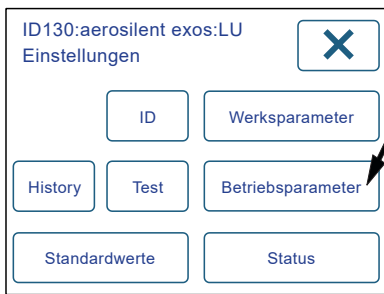 ID130:aerosilent exos:LU
Einstellungen
ID
Werksparameter
History
Test
Betriebsparameter
Standardwerte
Status